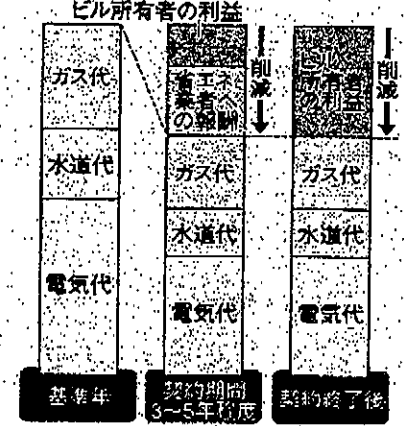 ビル所有者の利益
ガス代
水道代
電気代
基準年
省エネ
業者へ
の報酬
削減
ガス代
水道代
電気代
契約期間
3〜5年程度
ビル
所有者
の利益
削減
ガス代
水道代
電気代
契約終了後